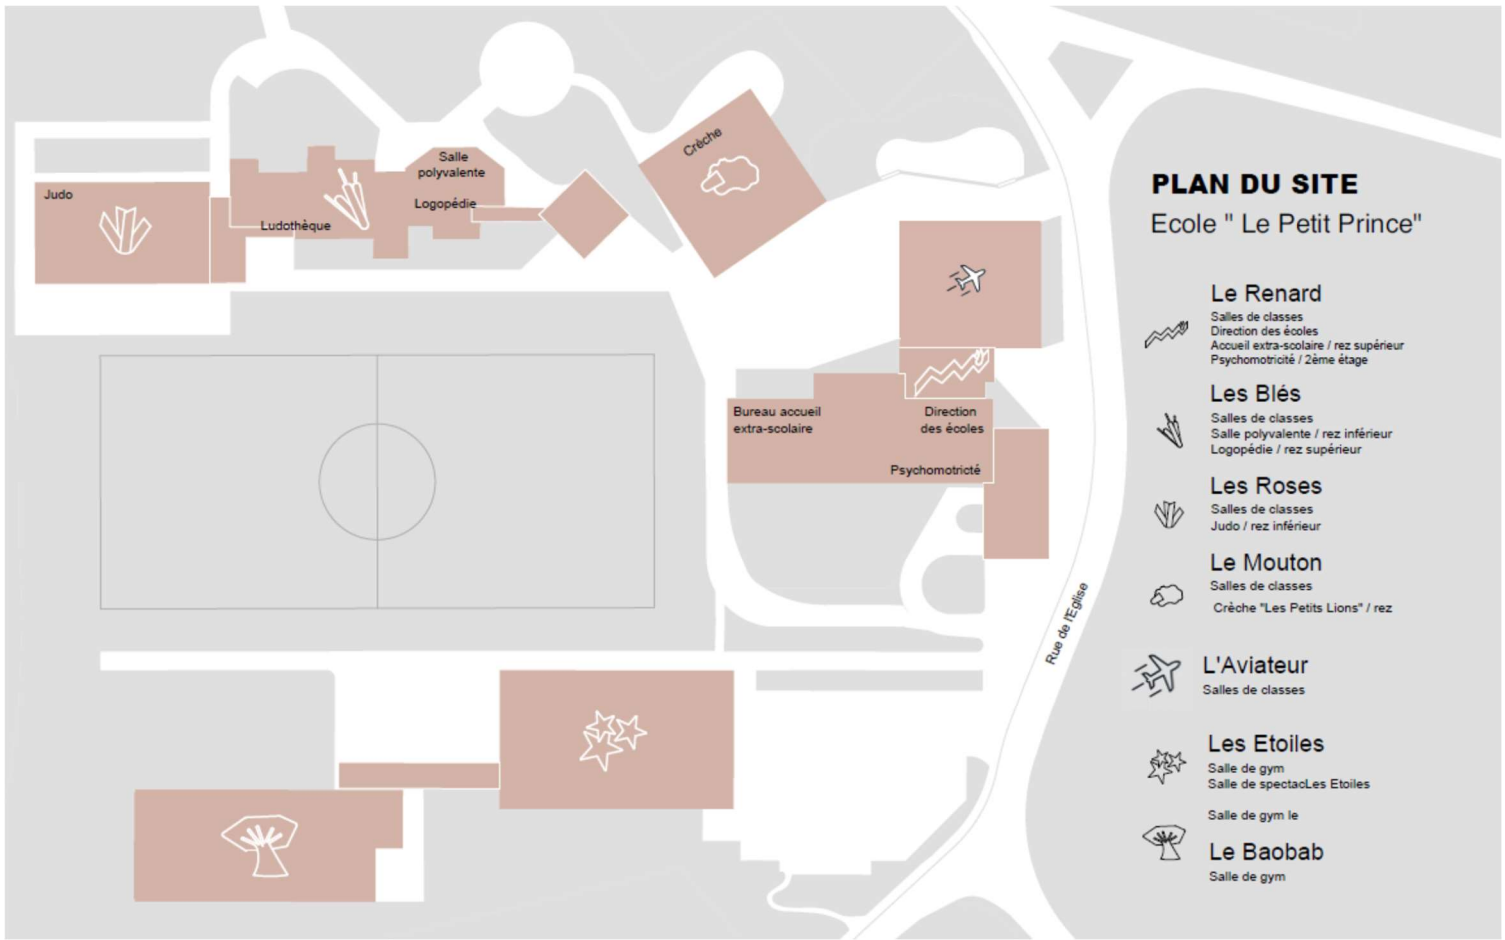 Judo
Ludothèque
Salle
polyvalente
Logopédie
Crèche
Bureau accueil
extra-scolaire
Direction
des écoles
Psychomotricté
Rue de l'Eglise
PLAN DU SITE
Ecole " Le Petit Prince"
Le Renard
Salles de classes
Direction des écoles
Accueil extra-scolaire / rez supérieur
Psychomotricité / 2ème étage
Les Blés
Salles de classes
Salle polyvalente / rez inférieur
Logopédie / rez supérieur
Les Roses
Salles de classes
Judo / rez inférieur
Le Mouton
Salles de classes
Crèche "Les Petits Lions" / rez
L'Aviateur
Salles de classes
Les Etoiles
Salle de gym
Salle de spectacLes Etoiles
Salle de gym le
Le Baobab
Salle de gym